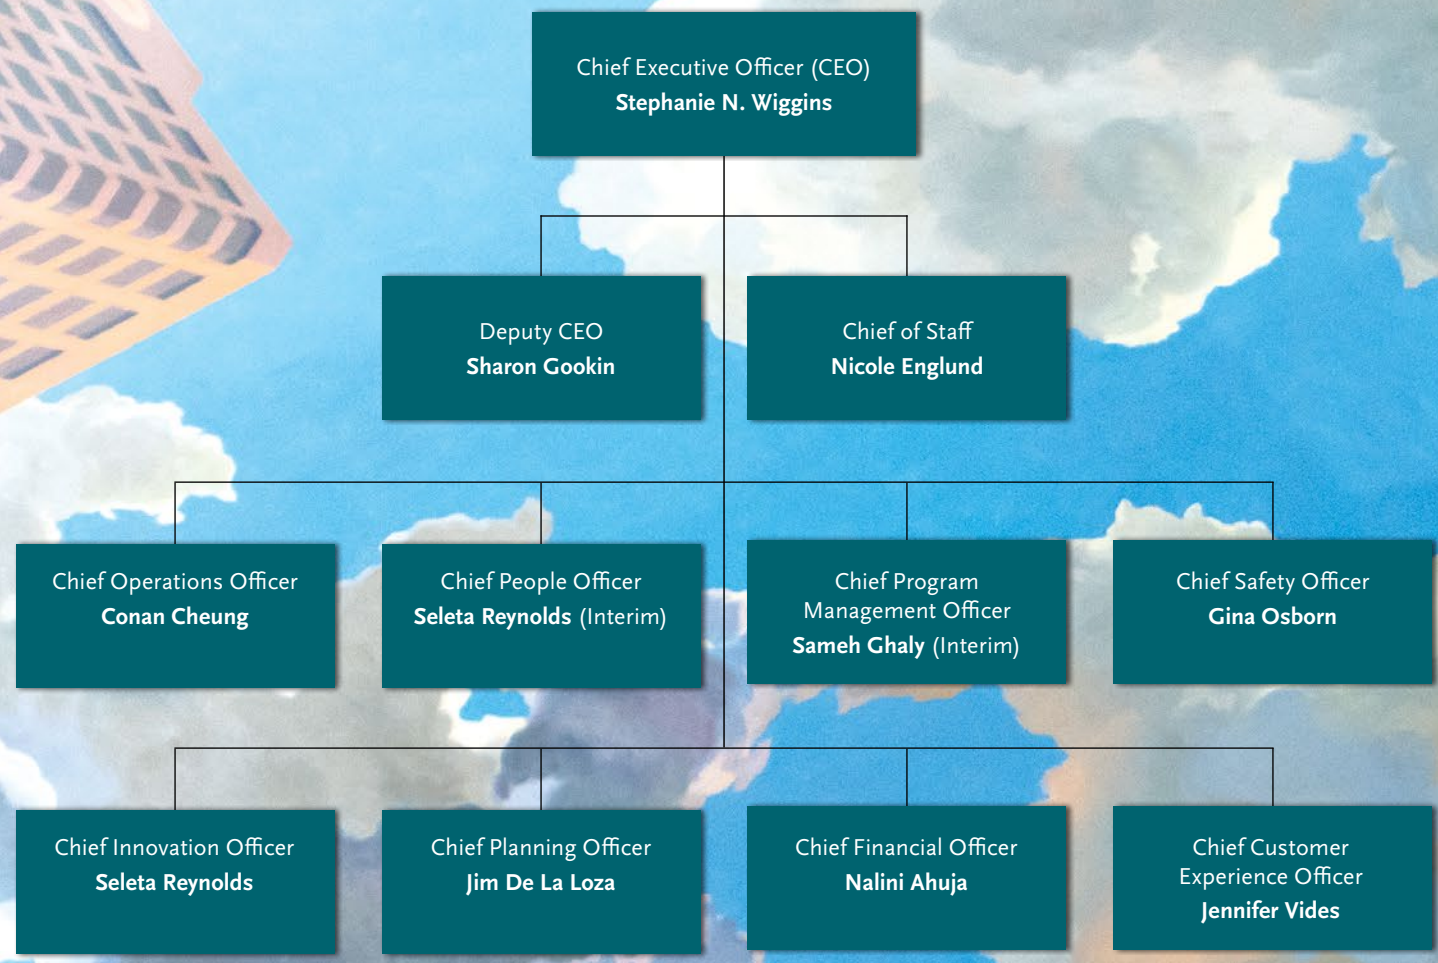 Chief Executive Officer (CEO)
Stephanie N. Wiggins
Deputy CEO
Sharon Gookin
Chief of Staff
Nicole Englund
Chief Operations Officer
Conan Cheung
Chief People Officer
Seleta Reynolds (Interim)
Chief Program
Management Officer
Sameh Ghaly (Interim)
Chief Safety Officer
Gina Osborn
Chief Innovation Officer
Seleta Reynolds
Chief Planning Officer
Jim De La Loza
Chief Financial Officer
Nalini Ahuja
Chief Customer
Experience Officer
Jennifer Vides